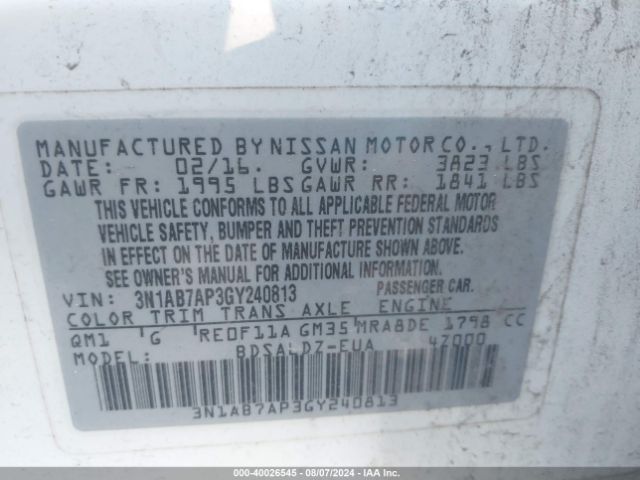 MANUFACTURED BY NISSAN MOTOR CO., LTD.
DATE: 02/16. GVWR: 3823 LBS
GAWR FR: 1995 LBS GAWR RR: 1841 LBS
THIS VEHICLE CONFORMS TO ALL APPLICABLE FEDERAL MOTOR
VEHICLE SAFETY, BUMPER AND THEFT PREVENTION STANDARDS
IN EFFECT ON THE DATE OF MANUFACTURE SHOWN ABOVE.
SEE OWNER'S MANUAL FOR ADDITIONAL INFORMATION.
VIN: 3N1AB7AP3GY240813 PASSENGER CAR.
COLOR TRIM TRANS AXLE ENGINE
QM1 G RE0F11A GM35 MRA8DE 1798 CC
MODEL: BDSALDZ-EUA 4Z000
3N1AB7AP3GY240813
000-40026545 - 08/07/2024 - IAA Inc.